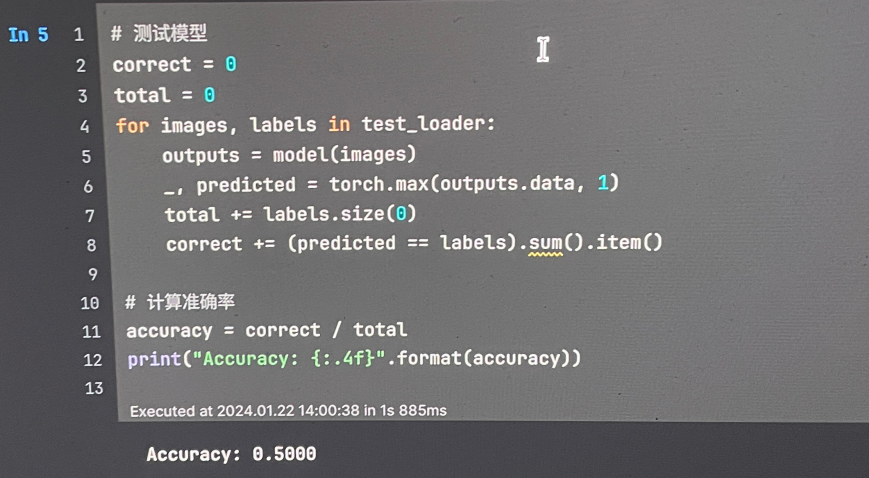 In 5
1 # 测试模型
2 correct = 0
3 total = 0
4 for images, labels in test_loader:
5     outputs = model(images)
6     _, predicted = torch.max(outputs.data, 1)
7     total += labels.size(0)
8     correct += (predicted == labels).sum().item()
9
10 # 计算准确率
11 accuracy = correct / total
12 print("Accuracy: {:.4f}".format(accuracy))
13
Executed at 2024.01.22 14:00:38 in 1s 885ms
Accuracy: 0.5000